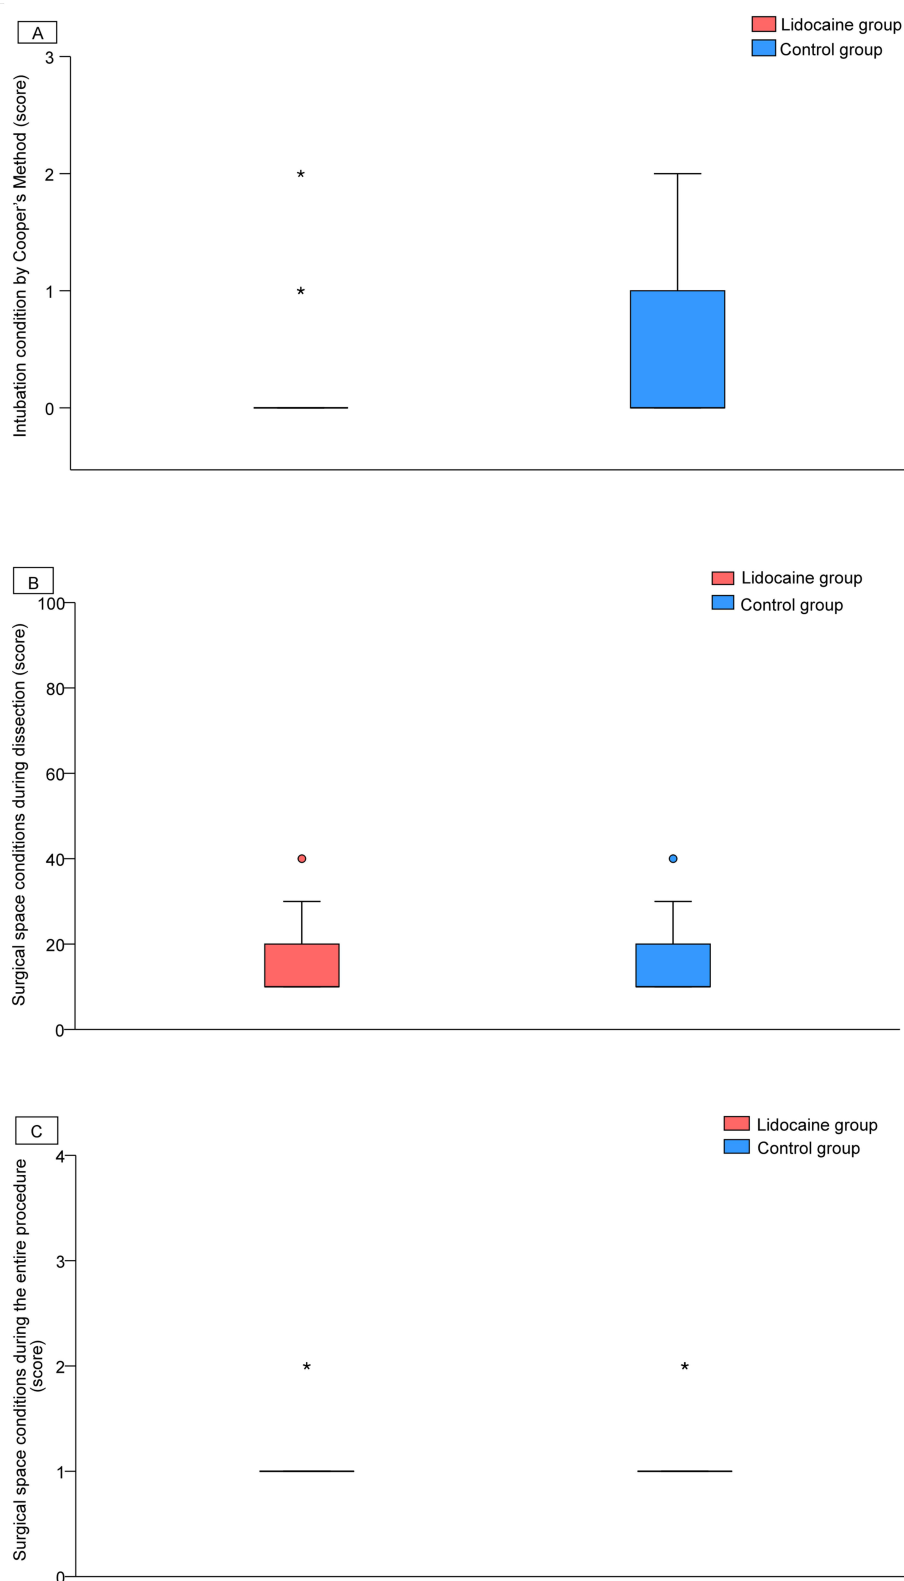 A
Lidocaine group
Control group
Intubation condition by Cooper's Method (score)
3
2
1
0
*
*
B
Lidocaine group
Control group
Surgical space conditions during dissection (score)
100
80
60
40
20
0
C
Lidocaine group
Control group
Surgical space conditions during the entire procedure
(score)
4
3
2
1
0
*
*